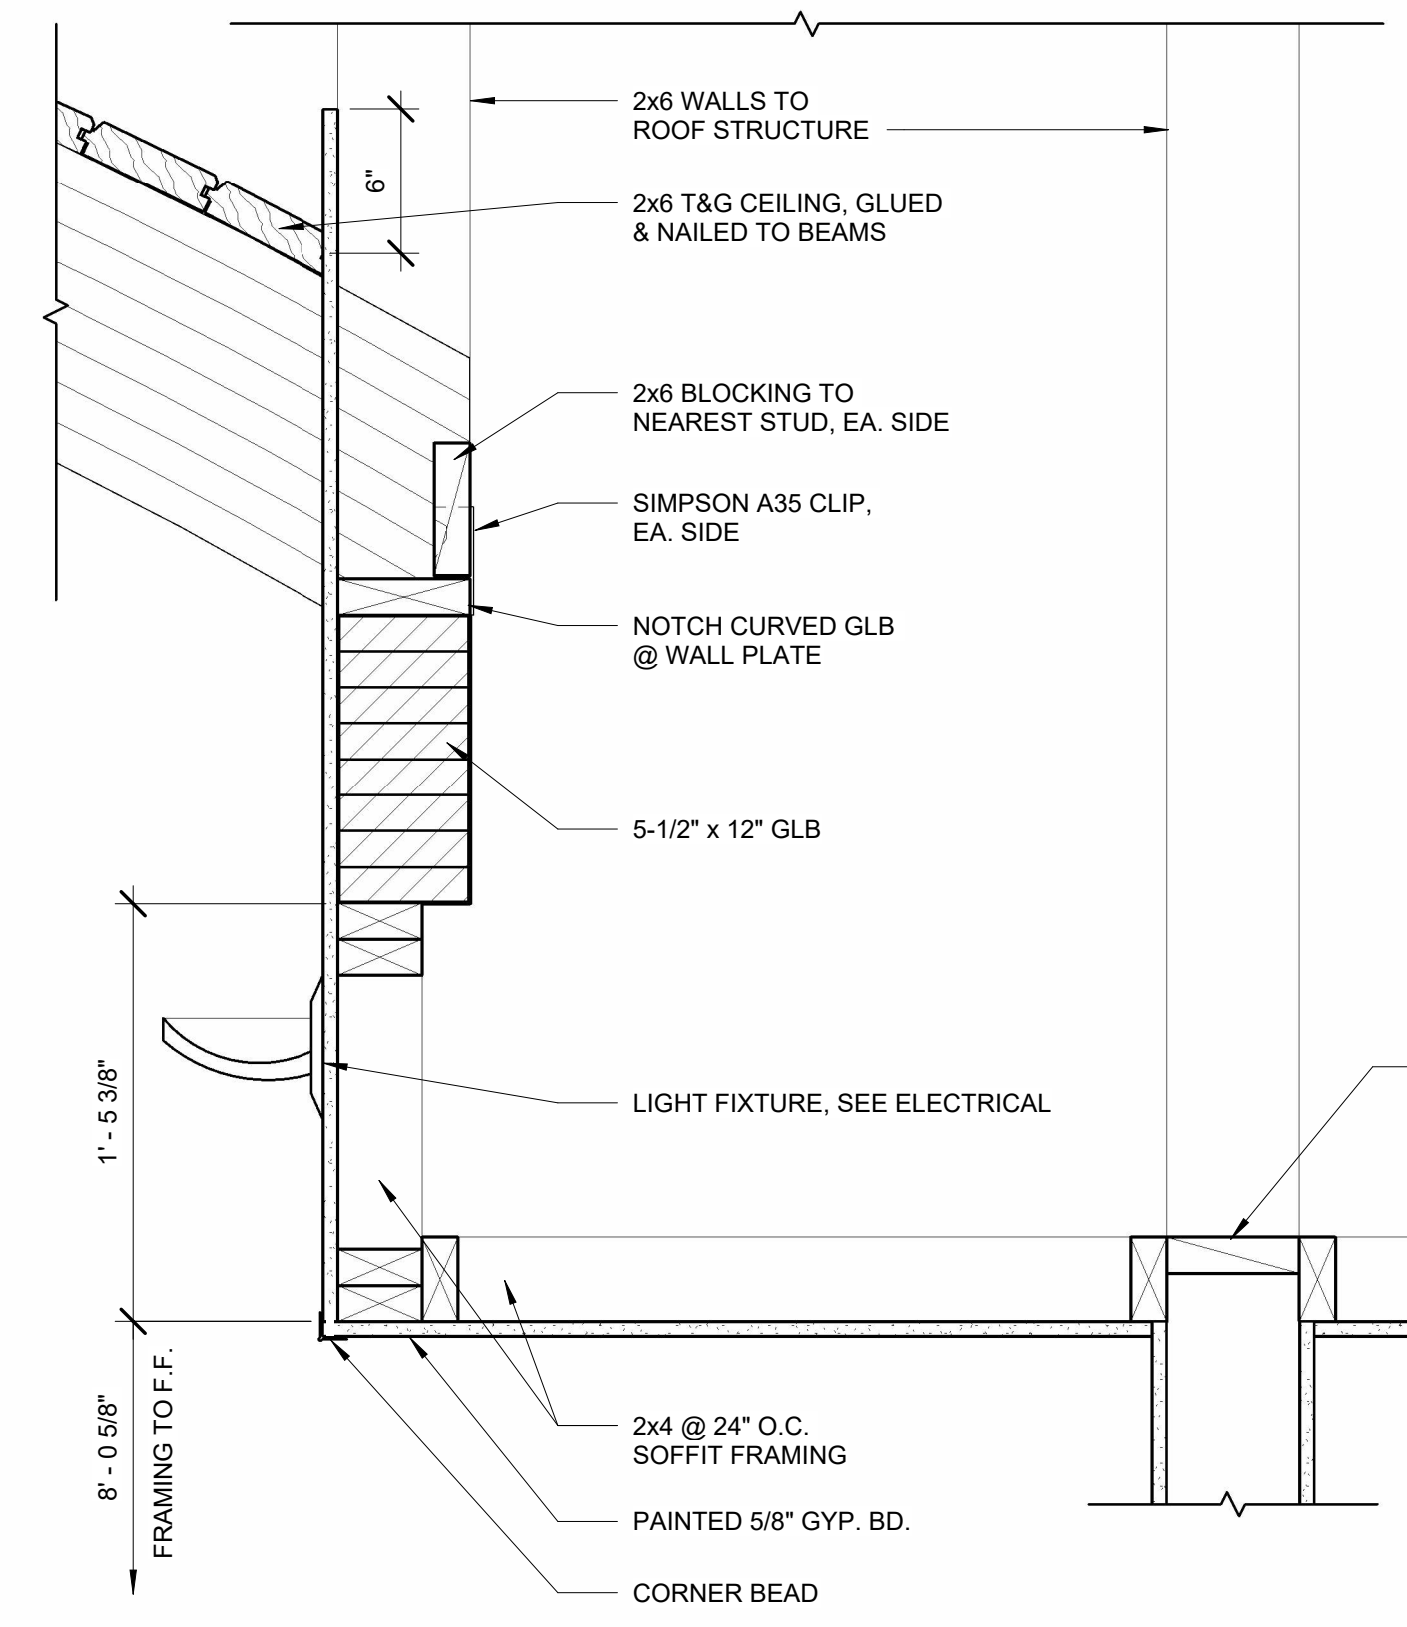 2x6 WALLS TO
ROOF STRUCTURE
6"
2x6 T&G CEILING, GLUED
& NAILED TO BEAMS
2x6 BLOCKING TO
NEAREST STUD, EA. SIDE
SIMPSON A35 CLIP,
EA. SIDE
NOTCH CURVED GLB
@ WALL PLATE
5-1/2" x 12" GLB
1' - 5 3/8"
LIGHT FIXTURE, SEE ELECTRICAL
8' - 0 5/8"
FRAMING TO F.F.
2x4 @ 24" O.C.
SOFFIT FRAMING
PAINTED 5/8" GYP. BD.
CORNER BEAD